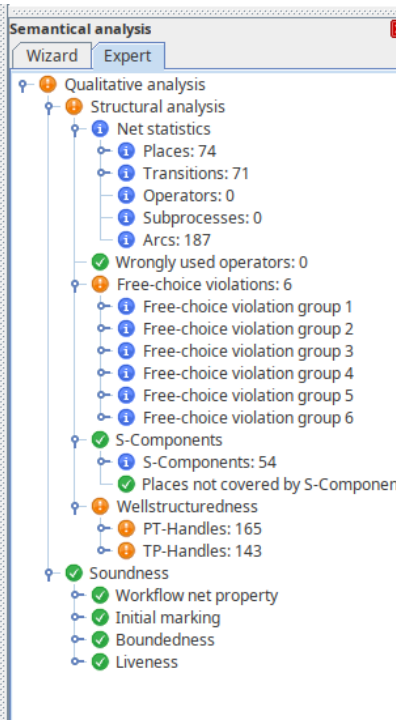 Semantical analysis
Wizard Expert
Qualitative analysis
Structural analysis
Net statistics
Places: 74
Transitions: 71
Operators: 0
Subprocesses: 0
Arcs: 187
Wrongly used operators: 0
Free-choice violations: 6
Free-choice violation group 1
Free-choice violation group 2
Free-choice violation group 3
Free-choice violation group 4
Free-choice violation group 5
Free-choice violation group 6
S-Components
S-Components: 54
Places not covered by S-Componen
Wellstructuredness
PT-Handles: 165
TP-Handles: 143
Soundness
Workflow net property
Initial marking
Boundedness
Liveness